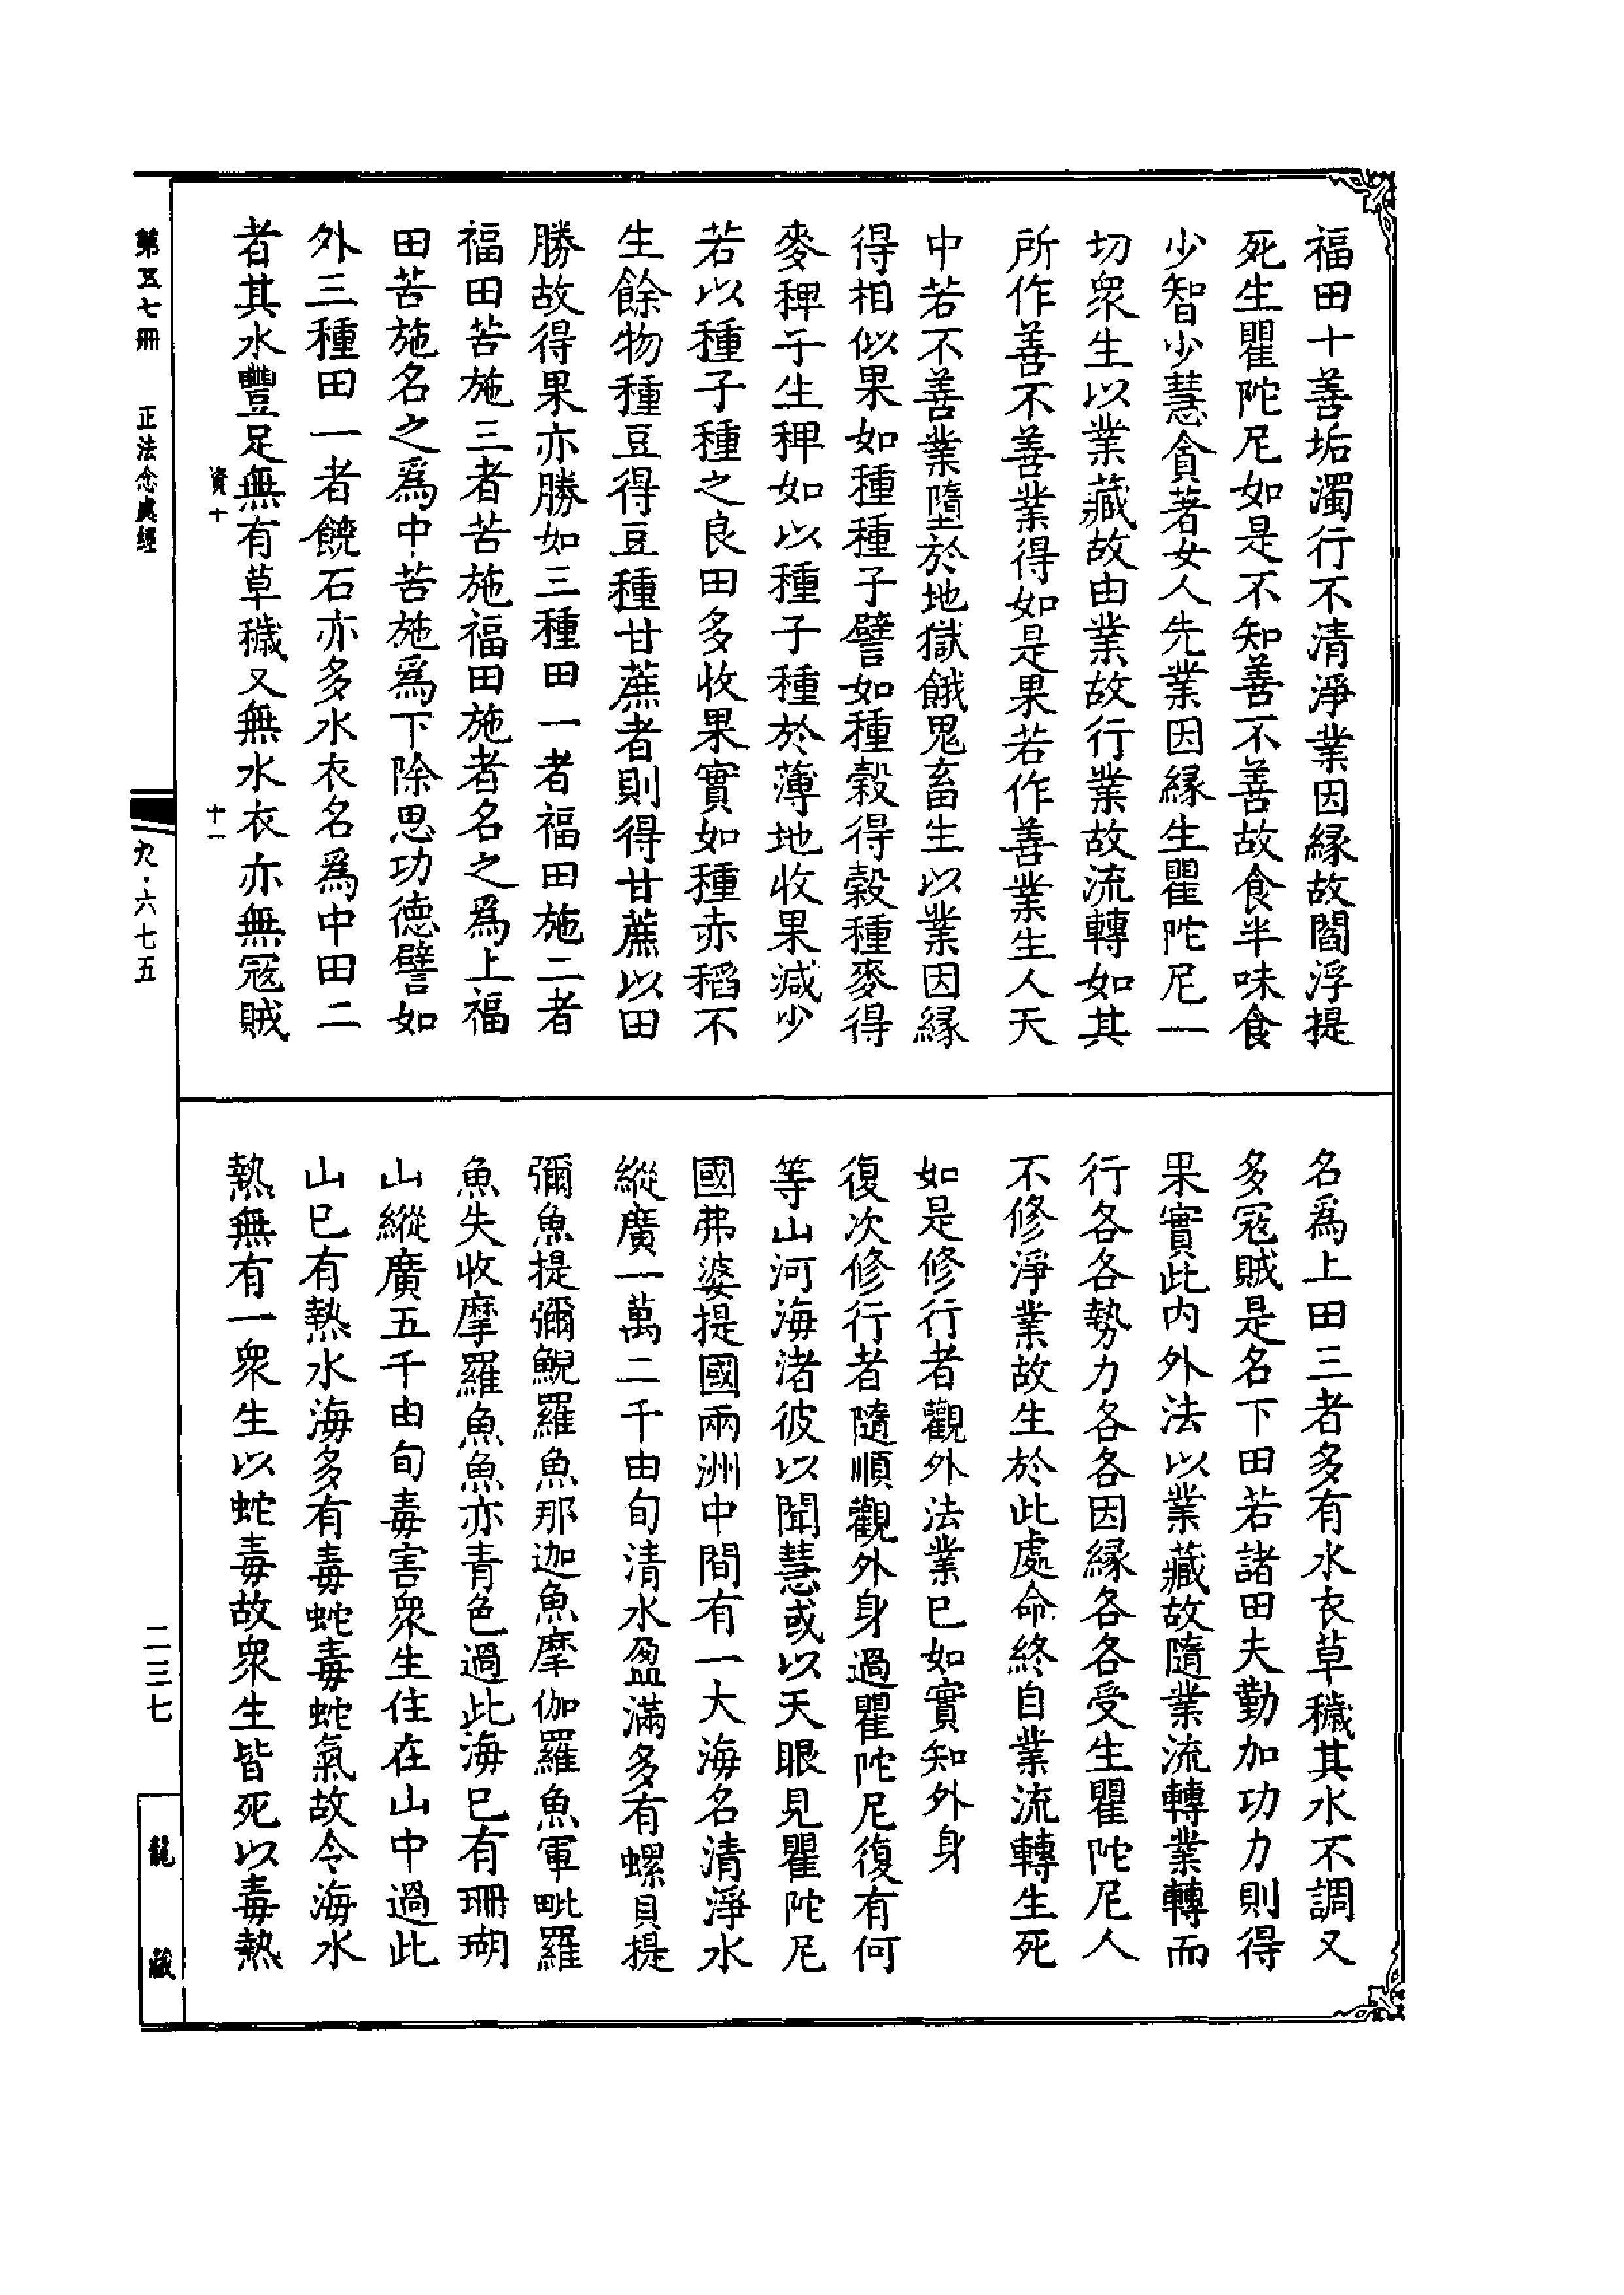 福田十善垢濁行不清淨業因緣故閻浮提
死生瞿陀尼如是不知善不善故食半味食
少智少慧貪著女人先業因緣生瞿陀尼一
切衆生以業藏故由業故行業故流轉如其
所作善不善業得如是果若作善業生人天
中若不善業墮於地獄餓鬼畜生以業因緣
得相似果如種種子譬如種穀得穀種麥得
麥稗子生稗如以種子種於薄地收果減少
若以種子種之良田多收果實如種赤稻不
生餘物種豆得豆種甘蔗者則得甘蔗以田
勝故得果亦勝如三種田一者福田施二者
福田苦施三者苦施福田施者名之爲上福
田苦施名之爲中苦施爲下除思功德譬如
外三種田一者饒石亦多水衣名爲中田二
者其水豐足無有草穢又無水衣亦無寇賊
資十
十一
名爲上田三者多有水衣草穢其水不調又
多寇賊是名下田若諸田夫勤加功力則得
果實此内外法以業藏故隨業流轉業轉而
行各各勢力各各因緣各各受生瞿陀尼人
不修淨業故生於此處命終自業流轉生死
如是修行者觀外法業巳如實知外身
復次修行者隨順觀外身過瞿陀尼復有何
等山河海渚彼以聞慧或以天眼見瞿陀尼
國弗婆提國兩洲中間有一大海名清淨水
縱廣一萬二千由旬清水盈滿多有螺貝提
彌魚提彌鯢羅魚那迦魚摩伽羅魚軍毗羅
魚失收摩羅魚魚亦青色過此海巳有珊瑚
山縱廣五千由旬毒害衆生住在山中過此
山巳有熱水海多有毒蛇毒蛇氣故令海水
熱無有一衆生以蛇毒故衆生皆死以毒熱
第五七冊 正法念處經
九·六七五
二三七
龍藏